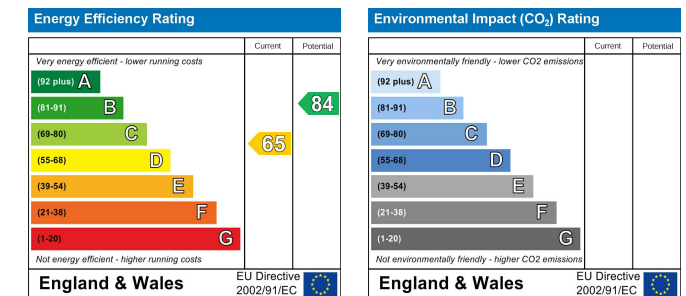 Energy Efficiency Rating
Current Potential
Very energy efficient - lower running costs
(92 plus) A
(81-91) B
84
(69-80) C
65
(55-68) D
(39-54) E
(21-38) F
(1-20) G
Not energy efficient - higher running costs
England & Wales
EU Directive
2002/91/EC
Environmental Impact (CO₂) Rating
Current Potential
Very environmentally friendly - lower CO2 emissions
(92 plus) A
(81-91) B
(69-80) C
(55-68) D
(39-54) E
(21-38) F
(1-20) G
Not environmentally friendly - higher CO2 emissions
England & Wales
EU Directive
2002/91/EC